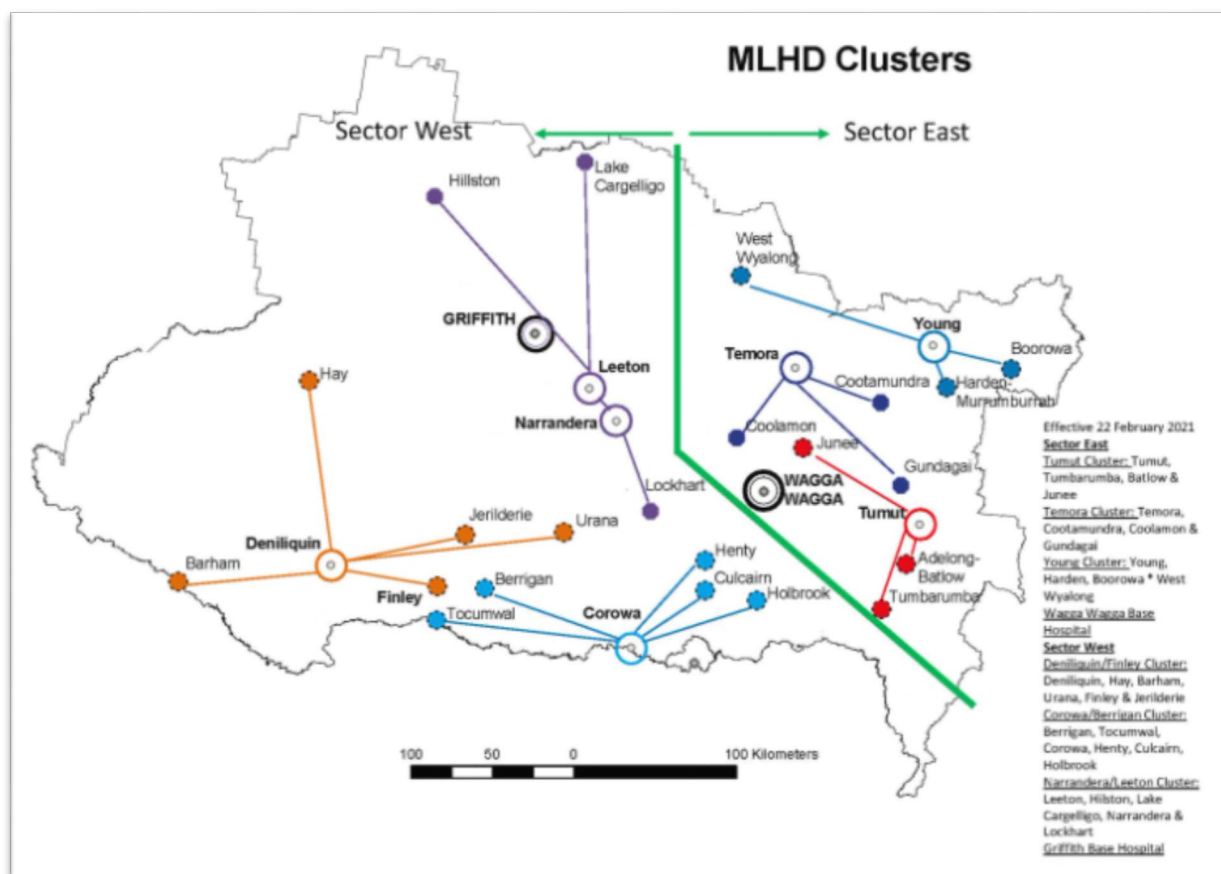 MLHD Clusters
Sector West
Sector East
Hillston
Lake
Cargelligo
West
Wyalong
GRIFFITH
Young
Boorowa
Temora
Leeton
Hay
Cootamundra
Harden-
Murrumburrah
Narrandera
Coolamon
Junee
Gundagai
WAGGA
WAGGA
Lockhart
Tumut
Jerilderie
Urana
Deniliquin
Barham
Henty
Adelong-
Batlow
Berrigan
Culcairn
Finley
Holbrook
Tumbarumba
Tocumwal
Corowa
100
50
0
100 Kilometers
Effective 22 February 2021
Sector East
Tumut Cluster: Tumut,
Tumbarumba, Batlow &
Junee
Temora Cluster: Temora,
Cootamundra, Coolamon &
Gundagai
Young Cluster: Young,
Harden, Boorowa * West
Wyalong
Wagga Wagga Base
Hospital
Sector West
Deniliquin/Finley Cluster:
Deniliquin, Hay, Barham,
Urana, Finley & Jerilderie
Corowa/Berrigan Cluster:
Berrigan, Tocumwal,
Corowa, Henty, Culcairn,
Holbrook
Narrandera/Leeton Cluster:
Leeton, Hilston, Lake
Cargelligo, Narrandera &
Lockhart
Griffith Base Hospital